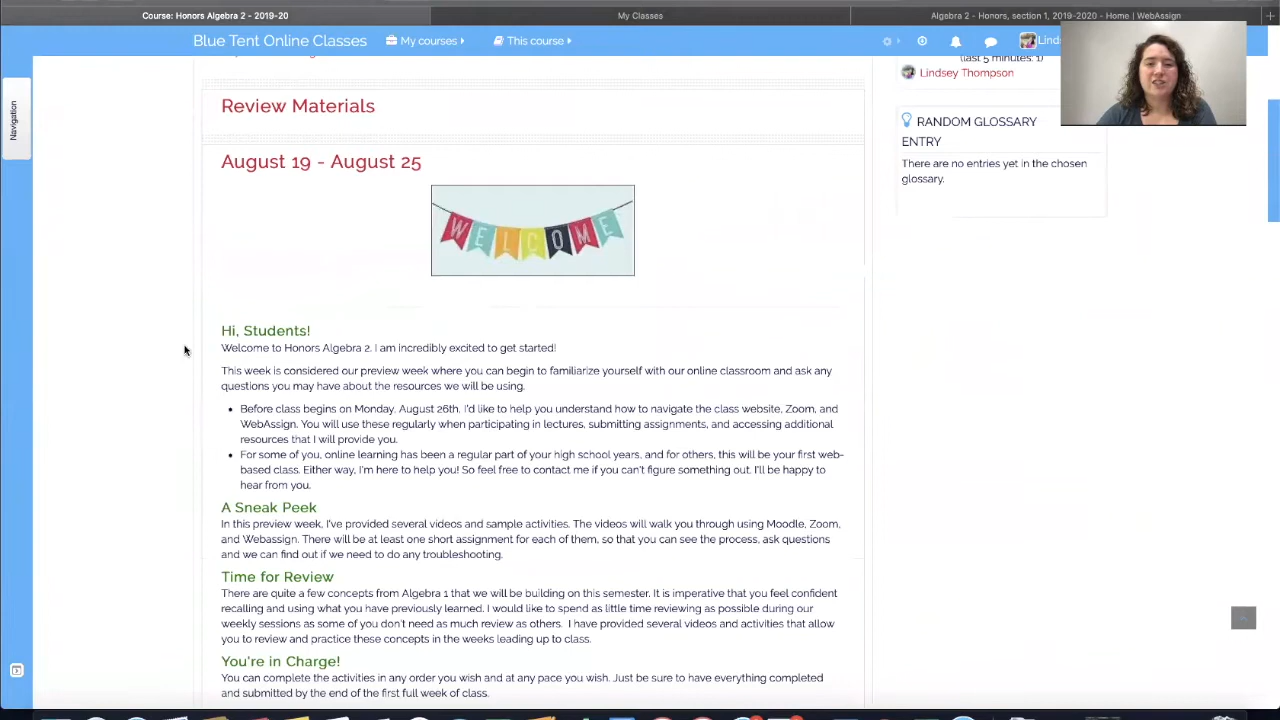 Course: Honors Algebra 2 - 2019-20
My Classes
Algebra 2 - Honors, section 1, 2019-2020 - Home | WebAssign
Blue Tent Online Classes
My courses
This course
Navigation
(last 5 minutes: 1)
Lindsey Thompson
RANDOM GLOSSARY
ENTRY
There are no entries yet in the chosen
glossary.
Review Materials
August 19 - August 25
WELCOME
Hi, Students!
Welcome to Honors Algebra 2. I am incredibly excited to get started!
This week is considered our preview week where you can begin to familiarize yourself with our online classroom and ask any
questions you may have about the resources we will be using.
Before class begins on Monday, August 26th, I'd like to help you understand how to navigate the class website, Zoom, and
WebAssign. You will use these regularly when participating in lectures, submitting assignments, and accessing additional
resources that I will provide you.
For some of you, online learning has been a regular part of your high school years, and for others, this will be your first web-
based class. Either way, I'm here to help you! So feel free to contact me if you can't figure something out. I'll be happy to
hear from you.
A Sneak Peek
In this preview week, I've provided several videos and sample activities. The videos will walk you through using Moodle, Zoom,
and Webassign. There will be at least one short assignment for each of them, so that you can see the process, ask questions
and we can find out if we need to do any troubleshooting.
Time for Review
There are quite a few concepts from Algebra 1 that we will be building on this semester. It is imperative that you feel confident
recalling and using what you have previously learned. I would like to spend as little time reviewing as possible during our
weekly sessions as some of you don't need as much review as others. I have provided several videos and activities that allow
you to review and practice these concepts in the weeks leading up to class.
You're in Charge!
You can complete the activities in any order you wish and at any pace you wish. Just be sure to have everything completed
and submitted by the end of the first full week of class.